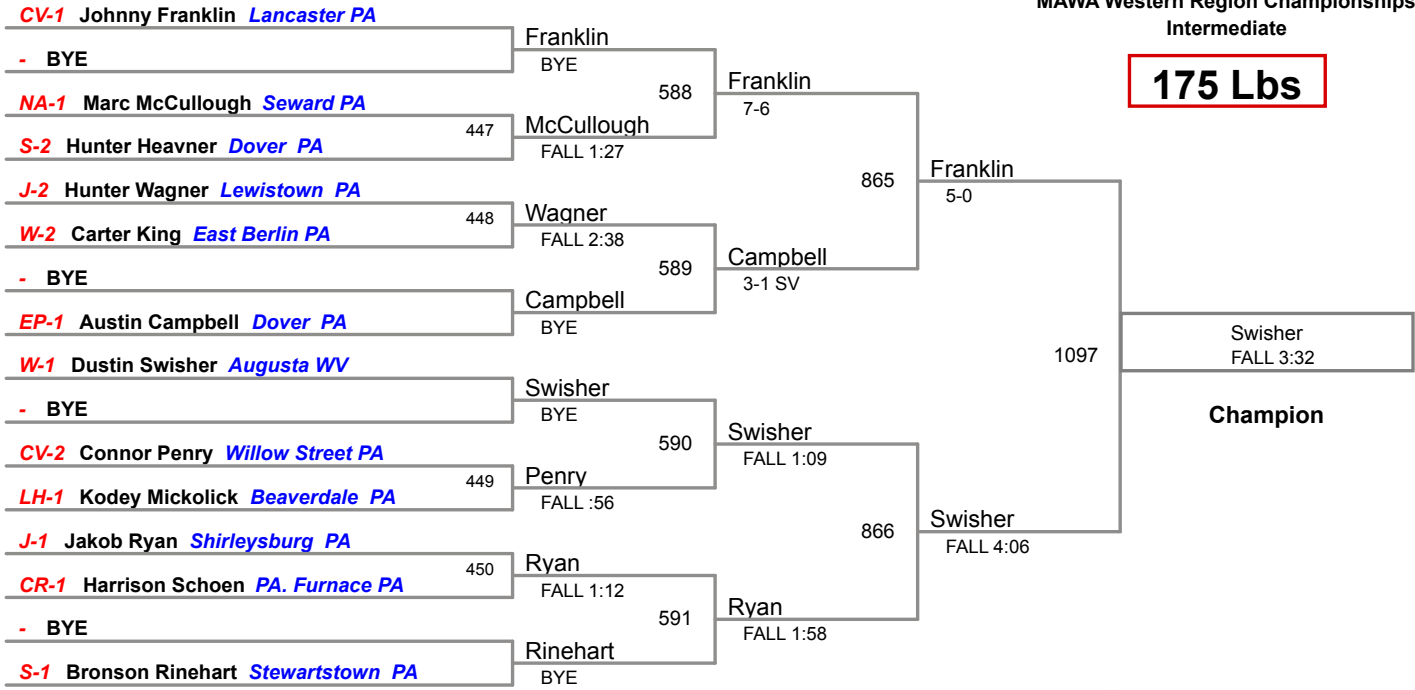 MAWA Western Region Championships
Intermediate
175 Lbs
CV-1 Johnny Franklin Lancaster PA
- BYE
NA-1 Marc McCullough Seward PA
S-2 Hunter Heavner Dover PA
J-2 Hunter Wagner Lewistown PA
W-2 Carter King East Berlin PA
- BYE
EP-1 Austin Campbell Dover PA
W-1 Dustin Swisher Augusta WV
- BYE
CV-2 Connor Penry Willow Street PA
LH-1 Kodey Mickolick Beaverdale PA
J-1 Jakob Ryan Shirleysburg PA
CR-1 Harrison Schoen PA. Furnace PA
- BYE
S-1 Bronson Rinehart Stewartstown PA
447
448
449
450
Franklin
BYE
McCullough
FALL 1:27
Wagner
FALL 2:38
Campbell
BYE
Swisher
BYE
Penry
FALL :56
Ryan
FALL 1:12
Rinehart
BYE
588
589
590
591
Franklin
7-6
Campbell
3-1 SV
Swisher
FALL 1:09
Ryan
FALL 1:58
865
866
Franklin
5-0
Swisher
FALL 4:06
1097
Swisher
FALL 3:32
Champion